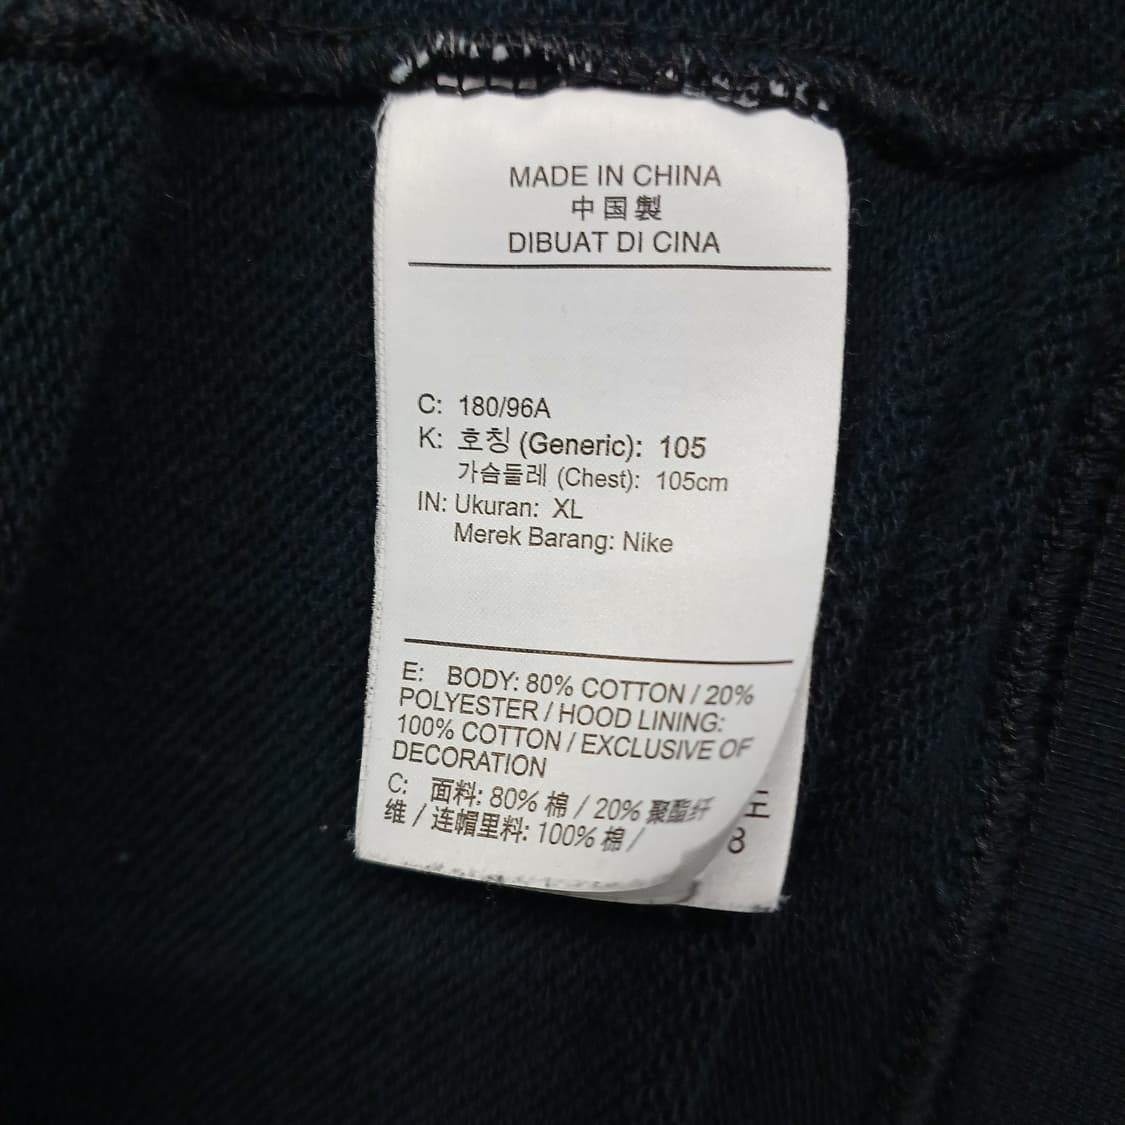 MADE IN CHINA
中国製
DIBUAT DI CINA
C: 180/96A
K: 호칭 (Generic): 105
가슴둘레 (Chest): 105cm
IN: Ukuran: XL
Merek Barang: Nike
E: BODY: 80% COTTON / 20%
POLYESTER / HOOD LINING:
100% COTTON / EXCLUSIVE OF
DECORATION
C: 面料: 80% 棉 / 20% 聚酯纤
维 / 连帽里料: 100% 棉 /
8